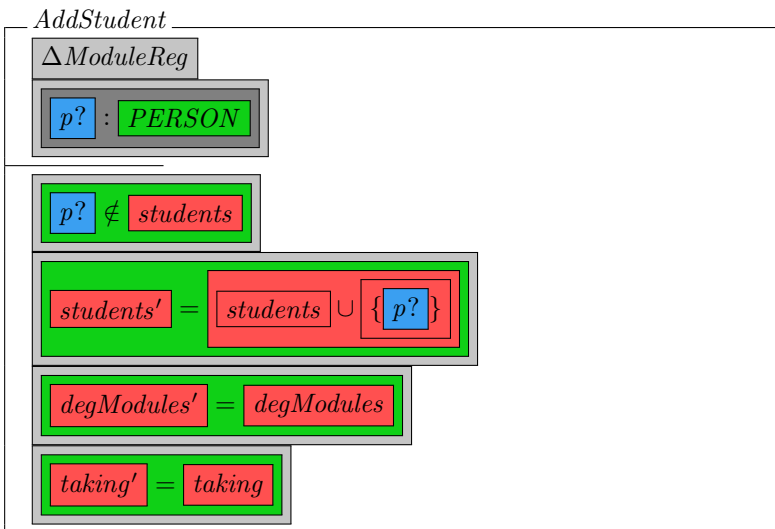 AddStudent
ΔModuleReg
p? : PERSON
p? ∉ students
students′ = students ∪ {p?}
degModules′ = degModules
taking′ = taking